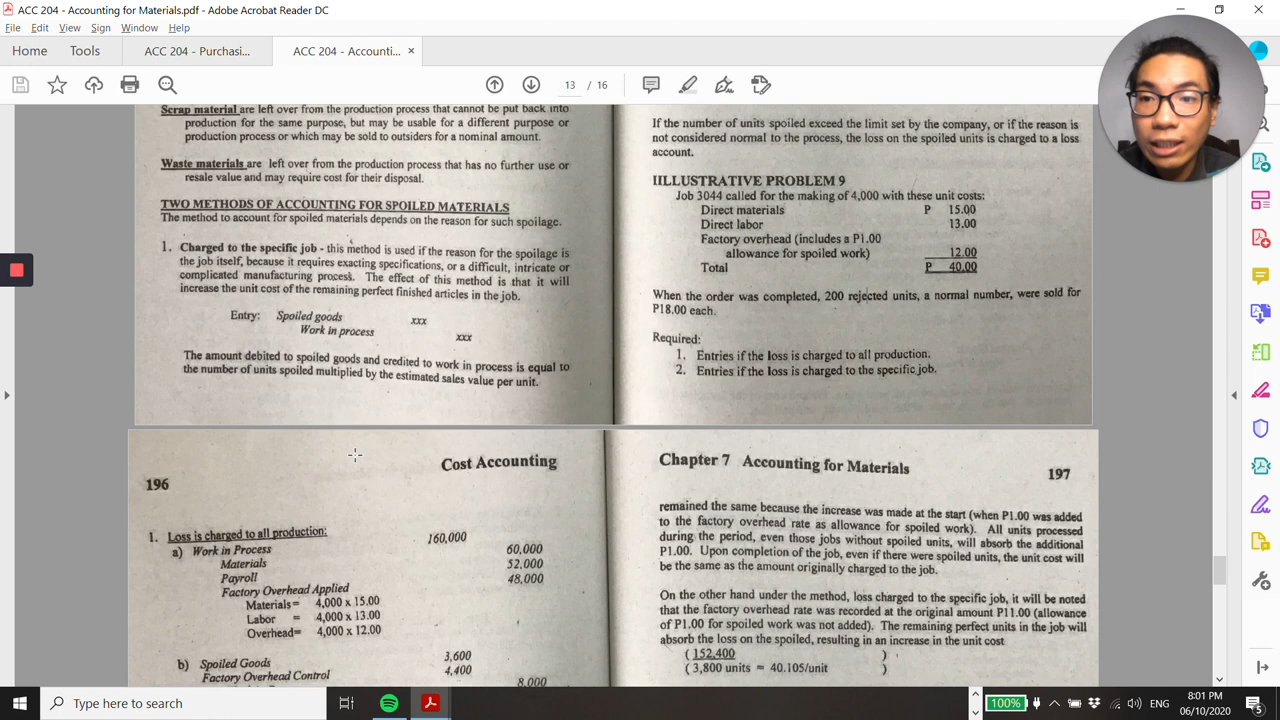 ACC 204 - Accounting for Materials.pdf - Adobe Acrobat Reader DC
File Edit View Sign Window Help
Home Tools ACC 204 - Purchasi... ACC 204 - Accounti... ×
13 / 16
Scrap material are left over from the production process that cannot be put back into
production for the same purpose, but may be usable for a different purpose or
production process or which may be sold to outsiders for a nominal amount.
Waste materials are left over from the production process that has no further use or
resale value and may require cost for their disposal.
TWO METHODS OF ACCOUNTING FOR SPOILED MATERIALS
The method to account for spoiled materials depends on the reason for such spoilage.
1. Charged to the specific job - this method is used if the reason for the spoilage is
the job itself, because it requires exacting specifications, or a difficult, intricate or
complicated manufacturing process. The effect of this method is that it will
increase the unit cost of the remaining perfect finished articles in the job.
Entry: Spoiled goods xxx
Work in process xxx
The amount debited to spoiled goods and credited to work in process is equal to
the number of units spoiled multiplied by the estimated sales value per unit.
If the number of units spoiled exceed the limit set by the company, or if the reason is
not considered normal to the process, the loss on the spoiled units is charged to a loss
account.
IILLUSTRATIVE PROBLEM 9
Job 3044 called for the making of 4,000 with these unit costs:
Direct materials P 15.00
Direct labor 13.00
Factory overhead (includes a P1.00
allowance for spoiled work) 12.00
Total P 40.00
When the order was completed, 200 rejected units, a normal number, were sold for
P18.00 each.
Required:
1. Entries if the loss is charged to all production.
2. Entries if the loss is charged to the specific job.
196 Cost Accounting
1. Loss is charged to all production:
a) Work in Process 160,000
Materials 60,000
Payroll 52,000
Factory Overhead Applied 48,000
Materials= 4,000 x 15.00
Labor = 4,000 x 13.00
Overhead= 4,000 x 12.00
b) Spoiled Goods 3,600
Factory Overhead Control 4,400
8,000
Chapter 7 Accounting for Materials 197
remained the same because the increase was made at the start (when P1.00 was added
to the factory overhead rate as allowance for spoiled work). All units processed
during the period, even those jobs without spoiled units, will absorb the additional
P1.00. Upon completion of the job, even if there were spoiled units, the unit cost will
be the same as the amount originally charged to the job.
On the other hand under the method, loss charged to the specific job, it will be noted
that the factory overhead rate was recorded at the original amount P11.00 (allowance
of P1.00 for spoiled work was not added). The remaining perfect units in the job will
absorb the loss on the spoiled, resulting in an increase in the unit cost
( 152,400 )
( 3,800 units = 40.105/unit )
Type here to search
100%
ENG
8:01 PM
06/10/2020
5